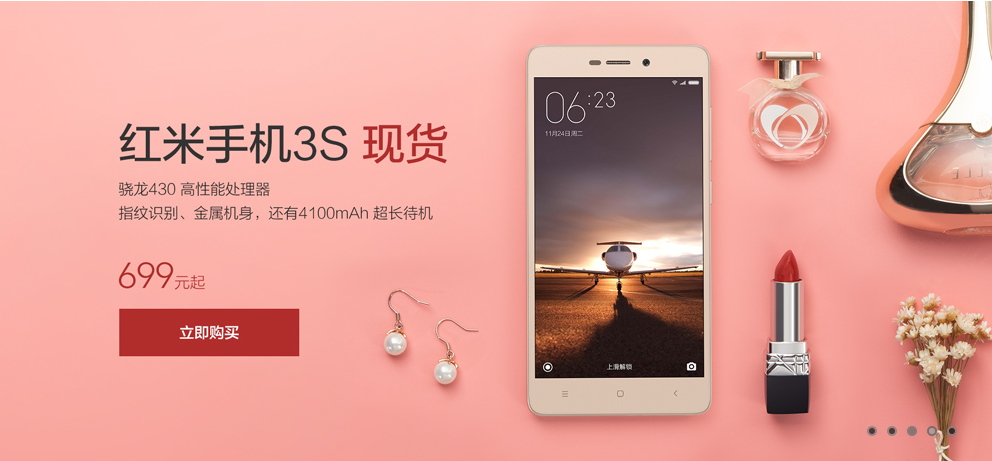 红米手机3S 现货
骁龙430 高性能处理器
指纹识别、金属机身，还有4100mAh 超长待机
699元起
立即购买
06:23
11月24日周二
上滑解锁